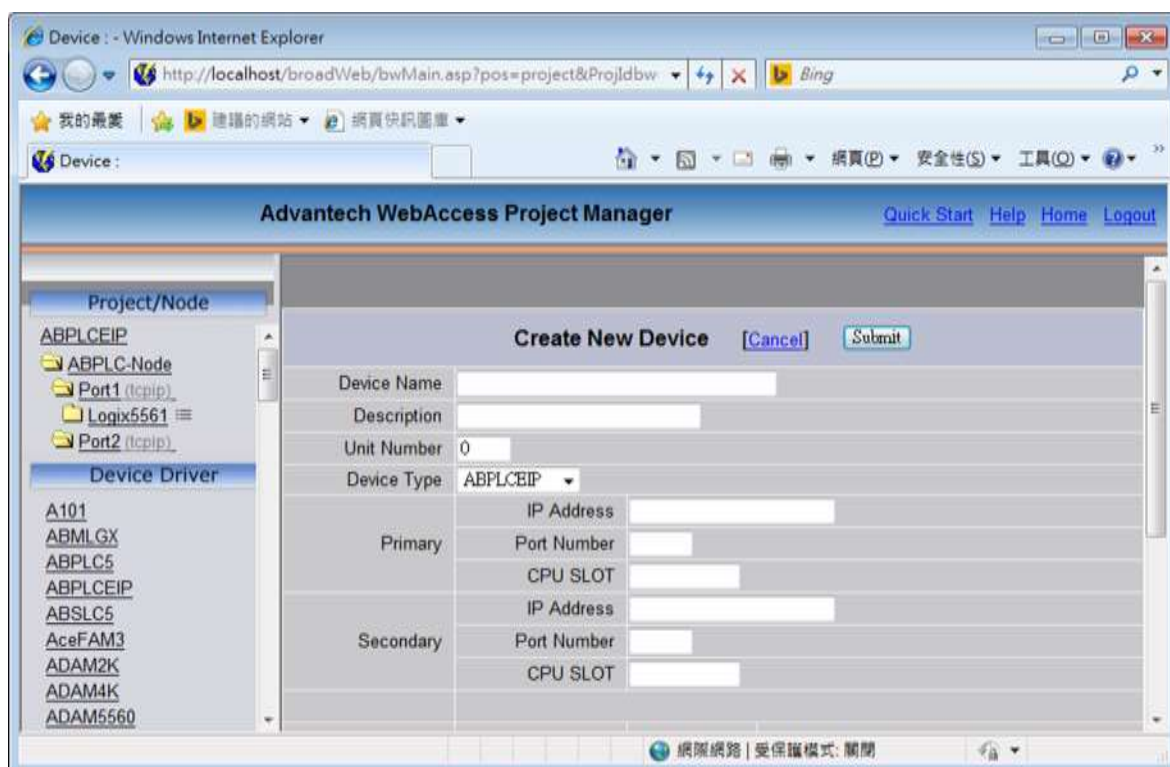 Device : - Windows Internet Explorer
http://localhost/broadWeb/bwMain.asp?pos=project&ProjIdbw
Bing
我的最愛
建議的網站
網頁快訊圖庫
Device :
網頁(P)
安全性(S)
工具(O)
Advantech WebAccess Project Manager
Quick Start Help Home Logout
Project/Node
ABPLCEIP
ABPLC-Node
Port1 (tcpip)
Logix5561
Port2 (tcpip)
Device Driver
A101
ABMLGX
ABPLC5
ABPLCEIP
ABSLC5
AceFAM3
ADAM2K
ADAM4K
ADAM5560
Create New Device [Cancel] Submit
Device Name
Description
Unit Number 0
Device Type ABPLCEIP
Primary
IP Address
Port Number
CPU SLOT
Secondary
IP Address
Port Number
CPU SLOT
網際網路 | 受保護模式: 關閉